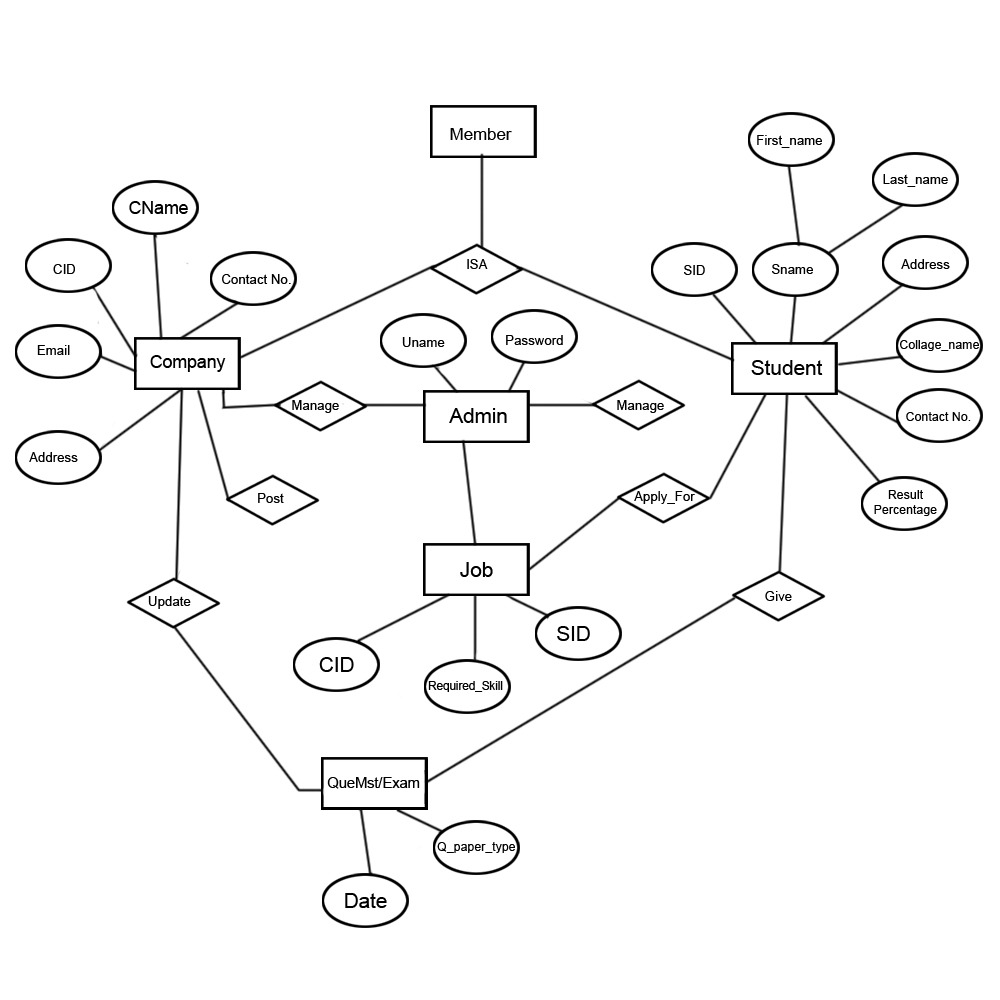 Member
First_name
Last_name
CName
CID
Contact No.
ISA
SID
Sname
Address
Email
Company
Uname
Password
Student
Collage_name
Manage
Admin
Manage
Contact No.
Address
Post
Apply_For
Result
Percentage
Job
Update
Give
CID
SID
Required_Skill
QueMst/Exam
Q_paper_type
Date